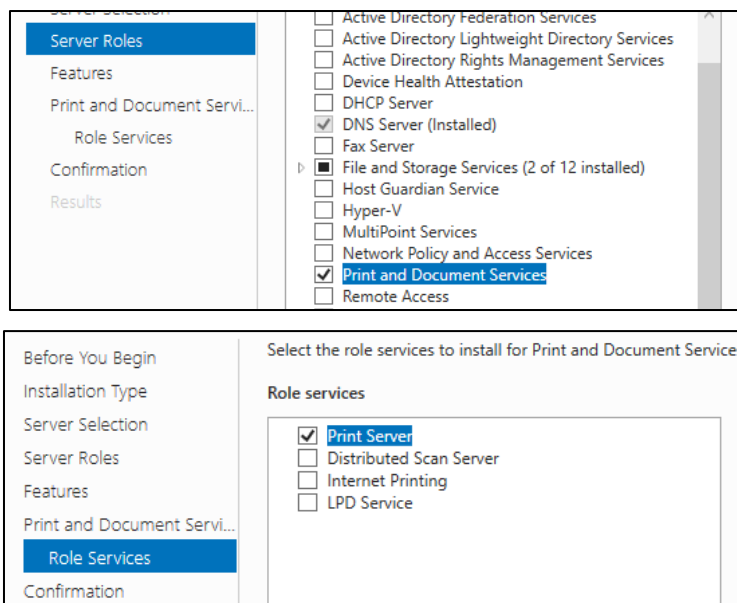 Server Selection
Server Roles
Features
Print and Document Servi...
Role Services
Confirmation
Results
Active Directory Federation Services
Active Directory Lightweight Directory Services
Active Directory Rights Management Services
Device Health Attestation
DHCP Server
DNS Server (Installed)
Fax Server
File and Storage Services (2 of 12 installed)
Host Guardian Service
Hyper-V
MultiPoint Services
Network Policy and Access Services
Print and Document Services
Remote Access
Before You Begin
Installation Type
Server Selection
Server Roles
Features
Print and Document Servi...
Role Services
Confirmation
Select the role services to install for Print and Document Service
Role services
Print Server
Distributed Scan Server
Internet Printing
LPD Service